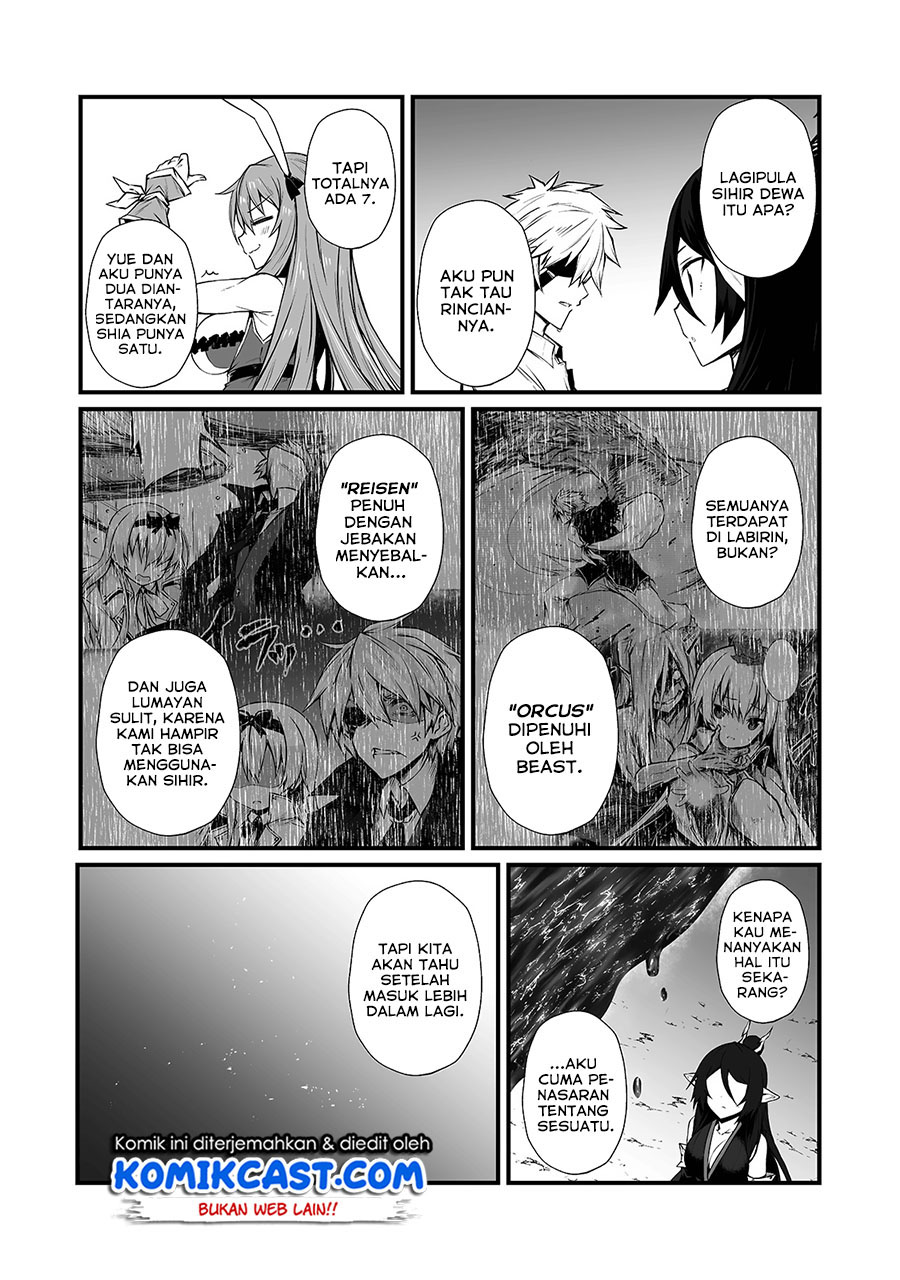 LAGIPULA
SIHIR DEWA
ITU APA?
AKU PUN
TAK TAU
RINCIAN-
NYA.
TAPI
TOTALNYA
ADA 7.
YUE DAN
AKU PUNYA
DUA DIAN-
TARANYA,
SEDANGKAN
SHIA PUNYA
SATU.
SEMUANYA
TERDAPAT
DI LABIRIN,
BUKAN?
"ORCUS"
DIPENUHI
OLEH
BEAST.
"REISEN"
PENUH
DENGAN
JEBAKAN
MENYEBAL-
KAN...
イラッ...
DAN JUGA
LUMAYAN
SULIT, KARENA
KAMI HAMPIR
TAK BISA
MENGGUNA-
KAN SIHIR.
KENAPA
KAU ME-
NANYAKAN
HAL ITU
SEKA-
RANG?
...AKU
CUMA PE-
NASARAN
TENTANG
SESUATU.
TAPI KITA
AKAN TAHU
SETELAH
MASUK LEBIH
DALAM LAGI.
Komik ini diterjemahkan & diedit oleh
KOMIKCAST.COM
BUKAN WEB LAIN!!